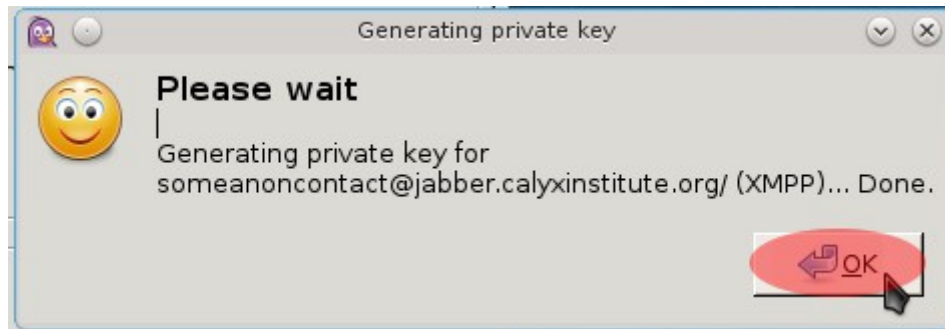 Generating private key
Please wait
Generating private key for
someanoncontact@jabber.calyxinstitute.org/ (XMPP)... Done.
OK